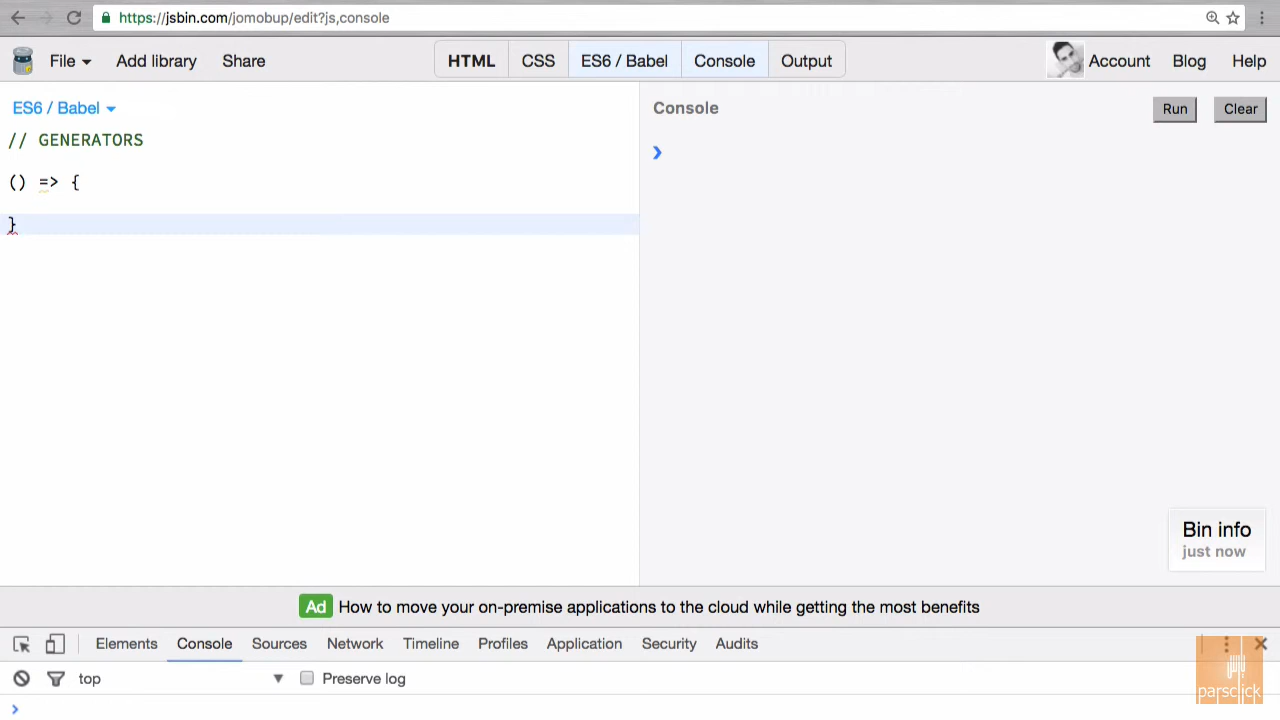 https://jsbin.com/jomobup/edit?js,console
File Add library Share HTML CSS ES6 / Babel Console Output Account Blog Help
ES6 / Babel
Console
Run Clear
// GENERATORS
() => {
}
Bin info
just now
Ad How to move your on-premise applications to the cloud while getting the most benefits
Elements Console Sources Network Timeline Profiles Application Security Audits
top Preserve log
parsclick